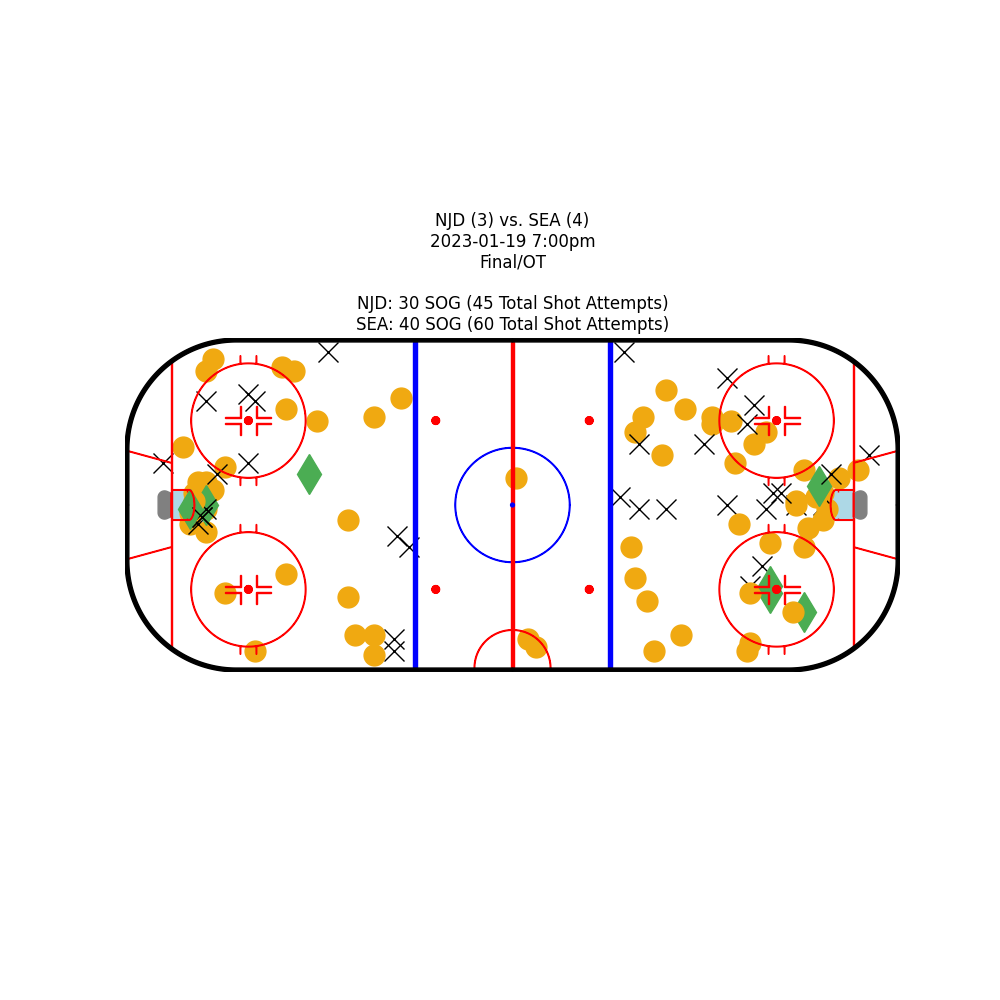 NJD (3) vs. SEA (4)
2023-01-19 7:00pm
Final/OT
NJD: 30 SOG (45 Total Shot Attempts)
SEA: 40 SOG (60 Total Shot Attempts)